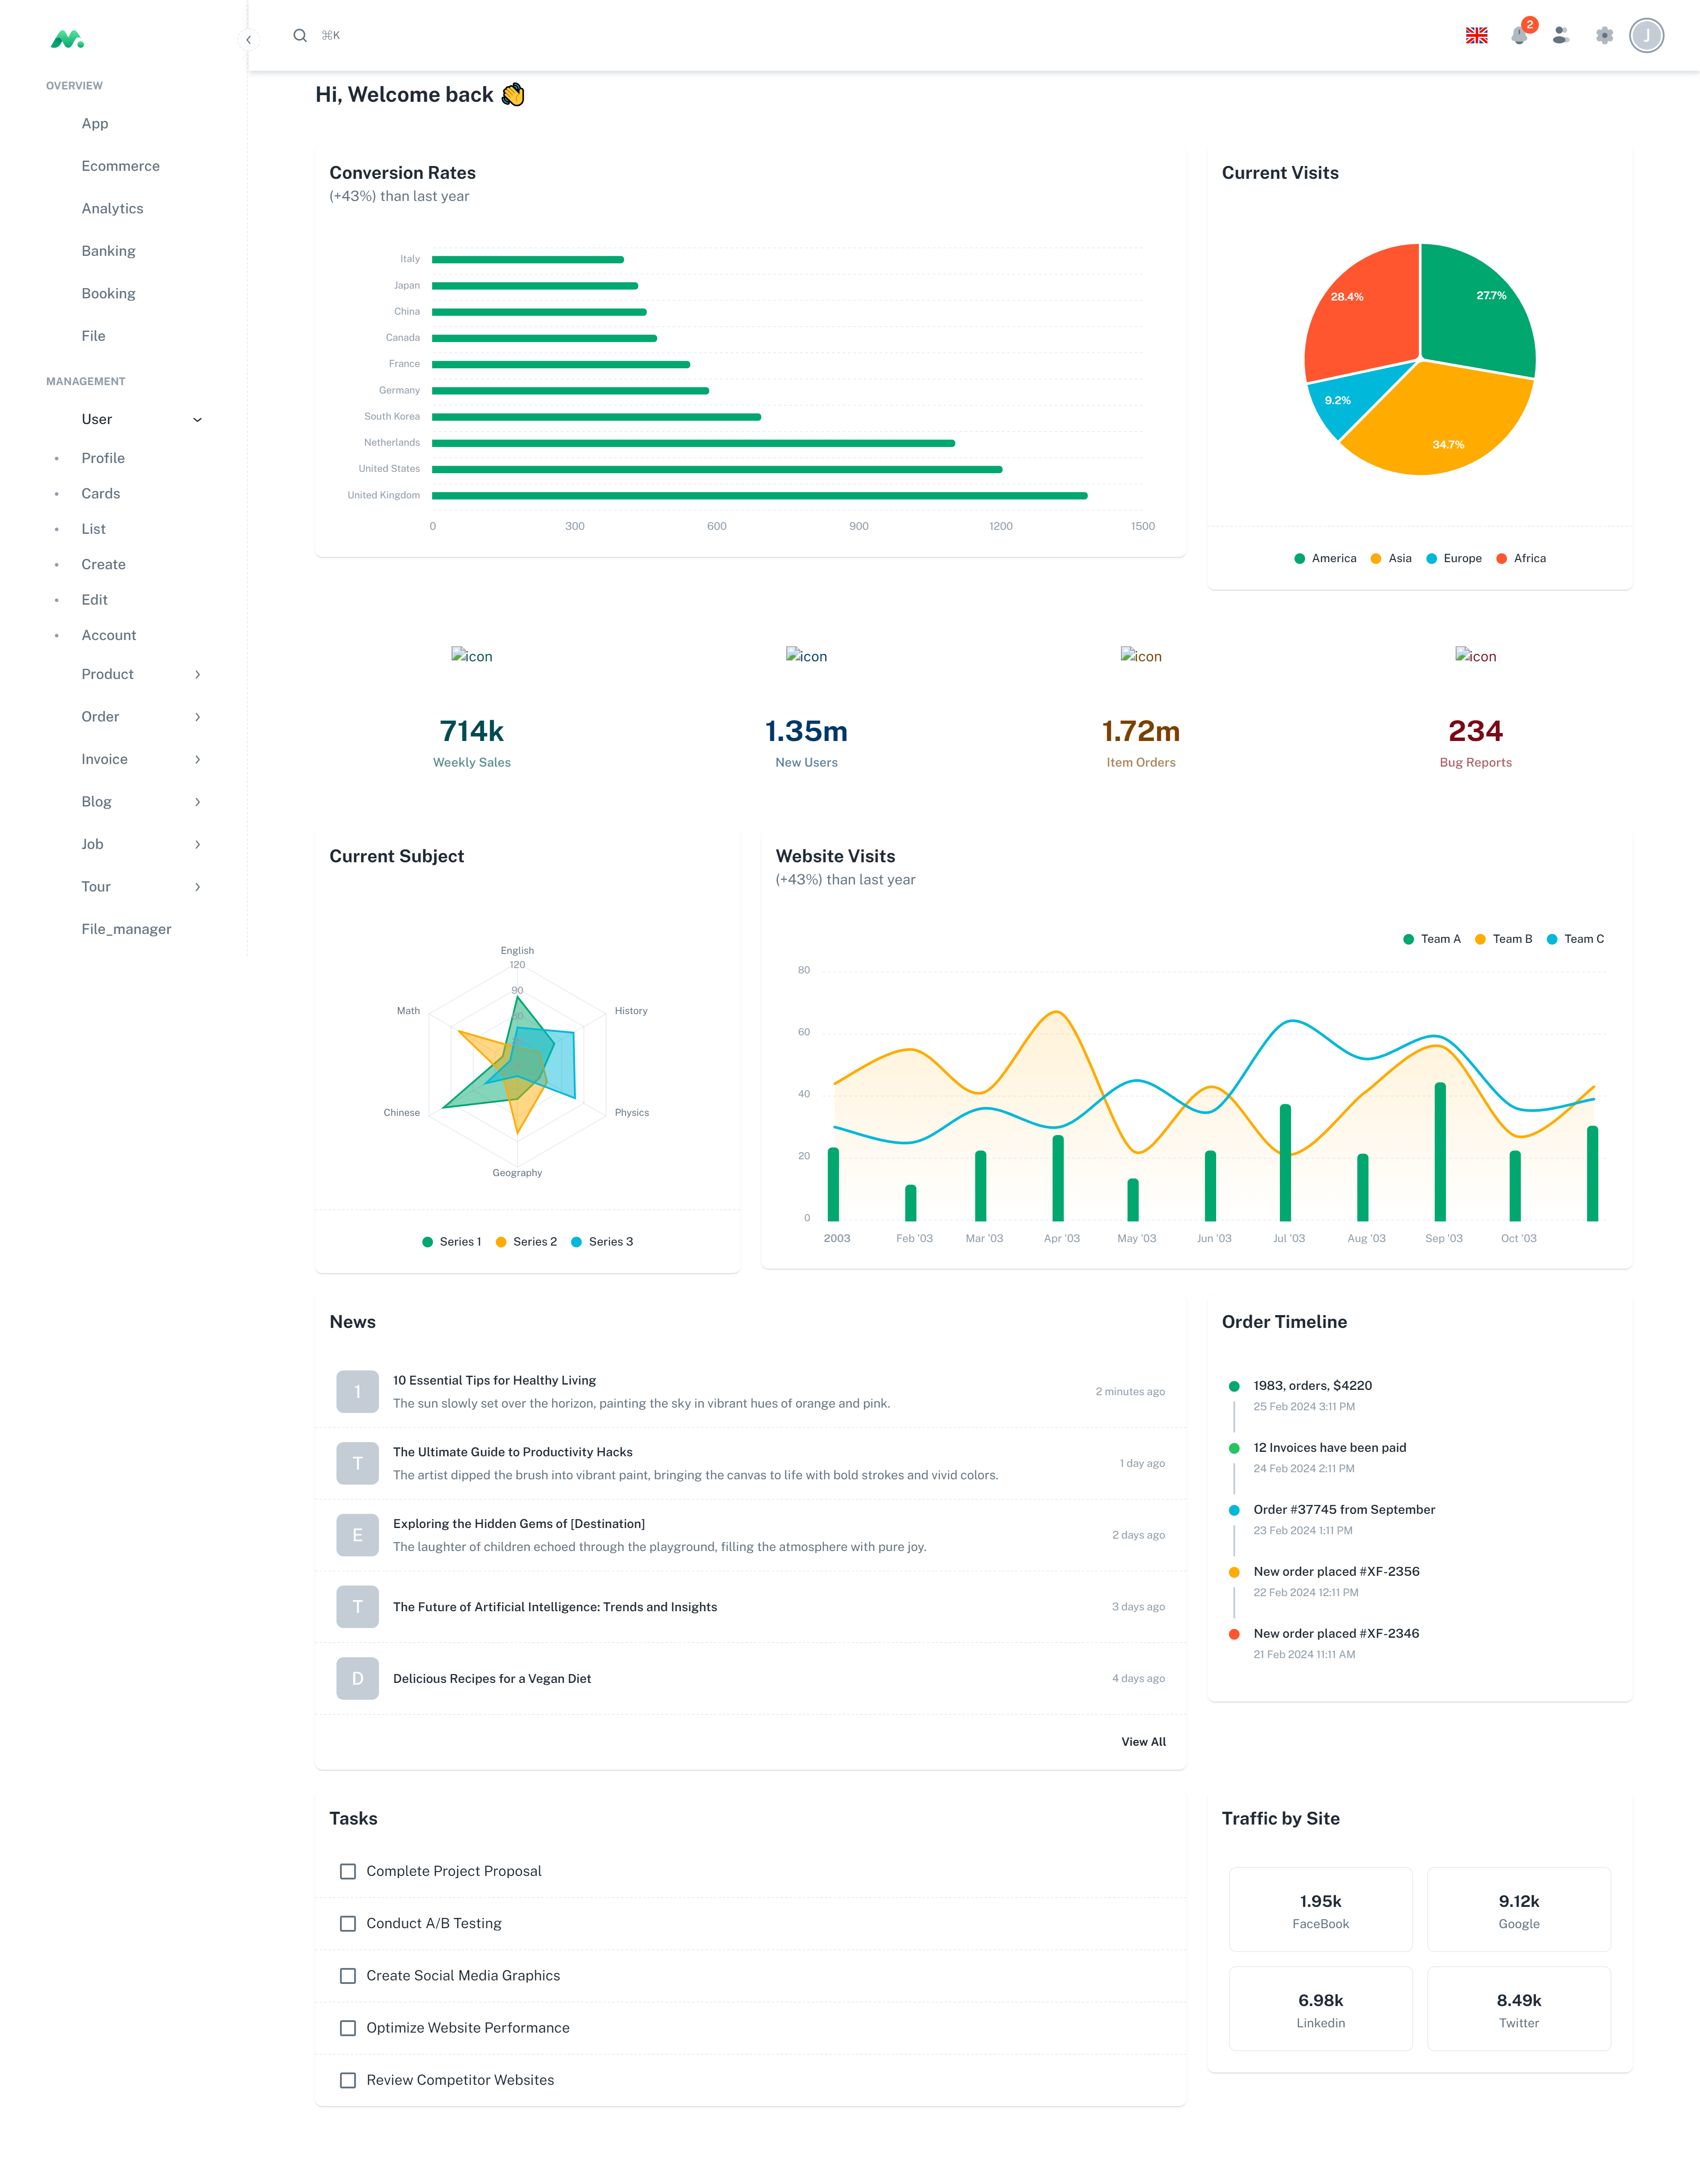 OVERVIEW
App
Ecommerce
Analytics
Banking
Booking
File
MANAGEMENT
User
Profile
Cards
List
Create
Edit
Account
Product
Order
Invoice
Blog
Job
Tour
File_manager
⌘K
2
J
Hi, Welcome back 👋
Conversion Rates
(+43%) than last year
Italy
Japan
China
Canada
France
Germany
South Korea
Netherlands
United States
United Kingdom
0 300 600 900 1200 1500
Current Visits
28.4%
27.7%
9.2%
34.7%
America Asia Europe Africa
icon
714k
Weekly Sales
icon
1.35m
New Users
icon
1.72m
Item Orders
icon
234
Bug Reports
Current Subject
English
120
90
Math
History
Chinese
Physics
Geography
Series 1 Series 2 Series 3
Website Visits
(+43%) than last year
Team A Team B Team C
80
60
40
20
0
2003 Feb '03 Mar '03 Apr '03 May '03 Jun '03 Jul '03 Aug '03 Sep '03 Oct '03
News
1
10 Essential Tips for Healthy Living
The sun slowly set over the horizon, painting the sky in vibrant hues of orange and pink.
2 minutes ago
T
The Ultimate Guide to Productivity Hacks
The artist dipped the brush into vibrant paint, bringing the canvas to life with bold strokes and vivid colors.
1 day ago
E
Exploring the Hidden Gems of [Destination]
The laughter of children echoed through the playground, filling the atmosphere with pure joy.
2 days ago
T
The Future of Artificial Intelligence: Trends and Insights
3 days ago
D
Delicious Recipes for a Vegan Diet
4 days ago
View All
Order Timeline
1983, orders, $4220
25 Feb 2024 3:11 PM
12 Invoices have been paid
24 Feb 2024 2:11 PM
Order #37745 from September
23 Feb 2024 1:11 PM
New order placed #XF-2356
22 Feb 2024 12:11 PM
New order placed #XF-2346
21 Feb 2024 11:11 AM
Tasks
Complete Project Proposal
Conduct A/B Testing
Create Social Media Graphics
Optimize Website Performance
Review Competitor Websites
Traffic by Site
1.95k
FaceBook
9.12k
Google
6.98k
Linkedin
8.49k
Twitter